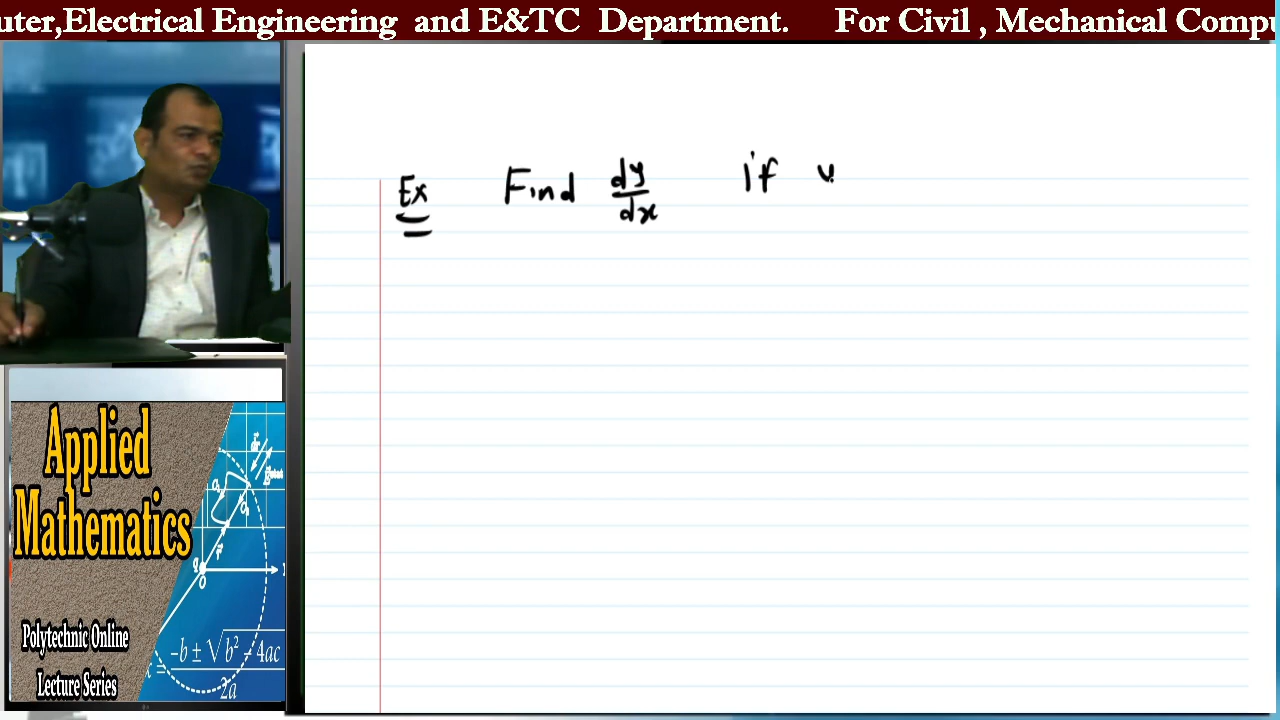 uter,Electrical Engineering and E&TC Department. For Civil , Mechanical Compu
Ex Find dy/dx if
Applied
Mathematics
Polytechnic Online
Lecture Series
x = -b ± √b² - 4ac / 2a